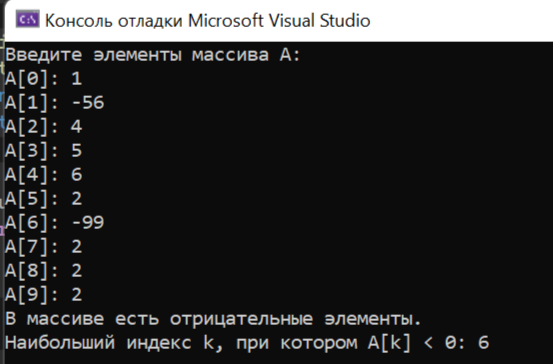 Консоль отладки Microsoft Visual Studio
Введите элементы массива A:
A[0]: 1
A[1]: -56
A[2]: 4
A[3]: 5
A[4]: 6
A[5]: 2
A[6]: -99
A[7]: 2
A[8]: 2
A[9]: 2
В массиве есть отрицательные элементы.
Наибольший индекс k, при котором A[k] < 0: 6